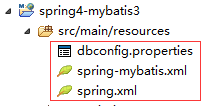 spring4-mybatis3
src/main/resources
dbconfig.properties
spring-mybatis.xml
spring.xml